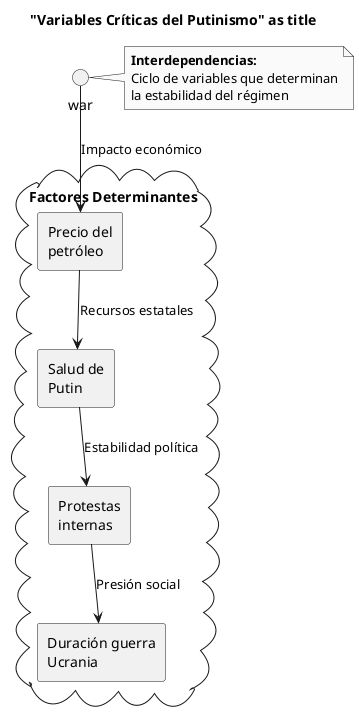 "Variables Críticas del Putinismo" as title
Interdependencias:
Ciclo de variables que determinan
la estabilidad del régimen
war
Impacto económico
Factores Determinantes
Precio del
petróleo
Recursos estatales
Salud de
Putin
Estabilidad política
Protestas
internas
Presión social
Duración guerra
Ucrania